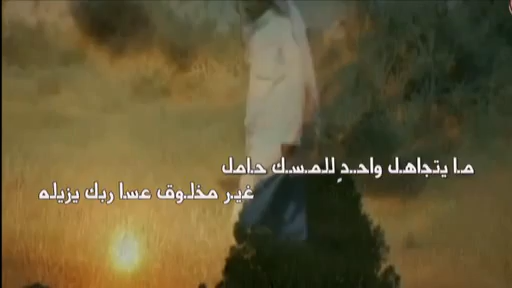 ما يتجاهل واحدٍ للمسك حامل
غير مخلوق عسا ربك يزيله